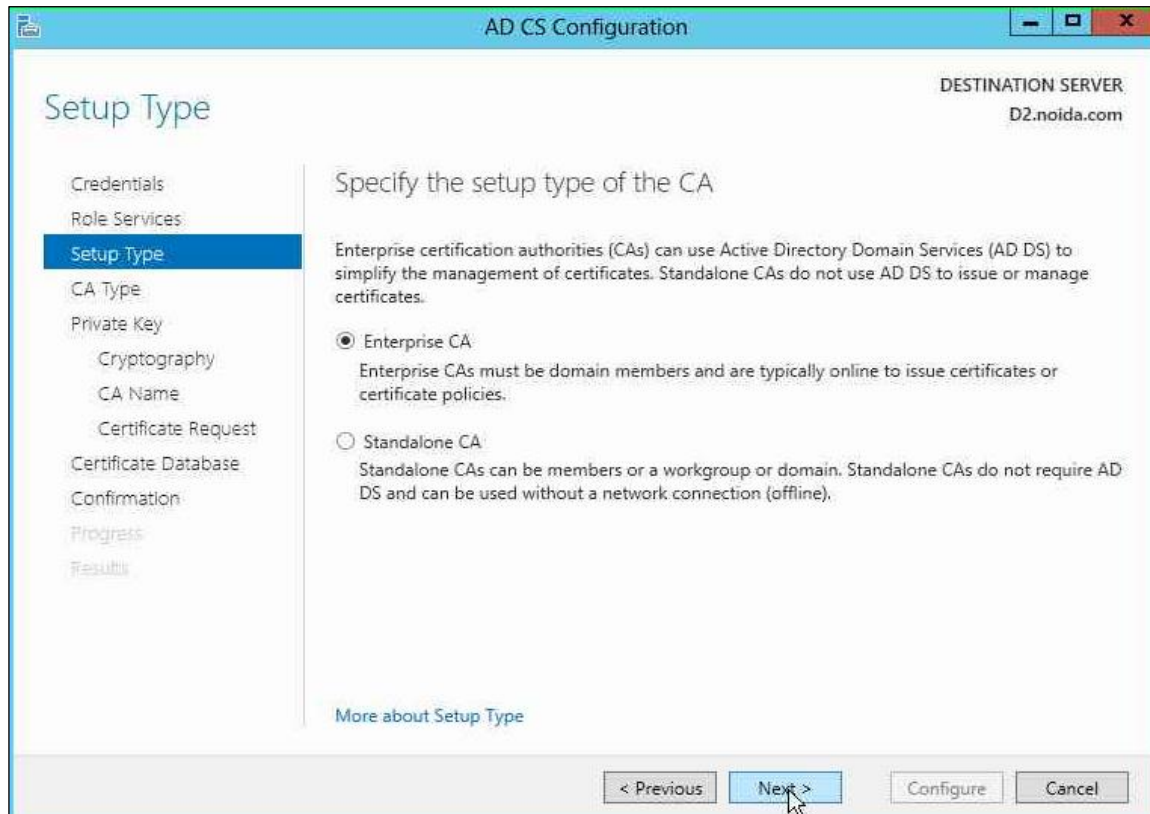 AD CS Configuration
Setup Type
DESTINATION SERVER
D2.noida.com
Credentials
Role Services
Setup Type
CA Type
Private Key
Cryptography
CA Name
Certificate Request
Certificate Database
Confirmation
Progress
Results
Specify the setup type of the CA
Enterprise certification authorities (CAs) can use Active Directory Domain Services (AD DS) to
simplify the management of certificates. Standalone CAs do not use AD DS to issue or manage
certificates.
Enterprise CA
Enterprise CAs must be domain members and are typically online to issue certificates or
certificate policies.
Standalone CA
Standalone CAs can be members or a workgroup or domain. Standalone CAs do not require AD
DS and can be used without a network connection (offline).
More about Setup Type
< Previous
Next >
Configure
Cancel